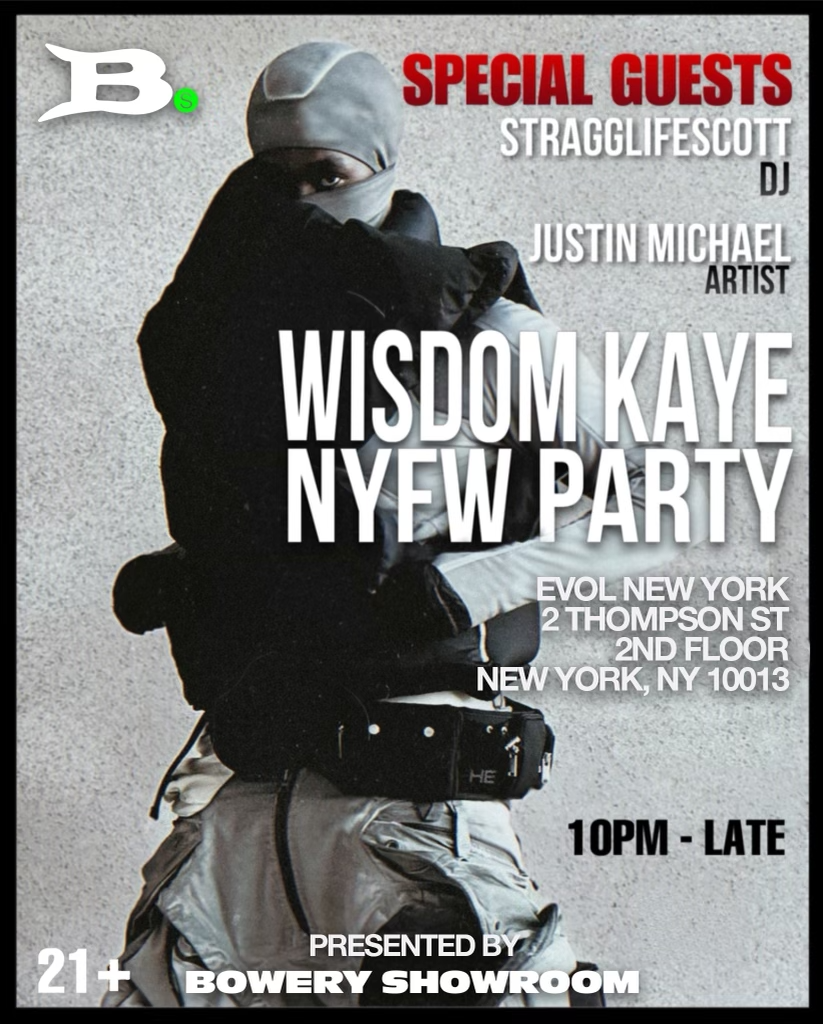 B.
S
SPECIAL GUESTS
STRAGGLIFESCOTT
DJ
JUSTIN MICHAEL
ARTIST
WISDOM KAYE
NYFW PARTY
EVOL NEW YORK
2 THOMPSON ST
2ND FLOOR
NEW YORK, NY 10013
HE
10PM - LATE
21+
PRESENTED BY
BOWERY SHOWROOM